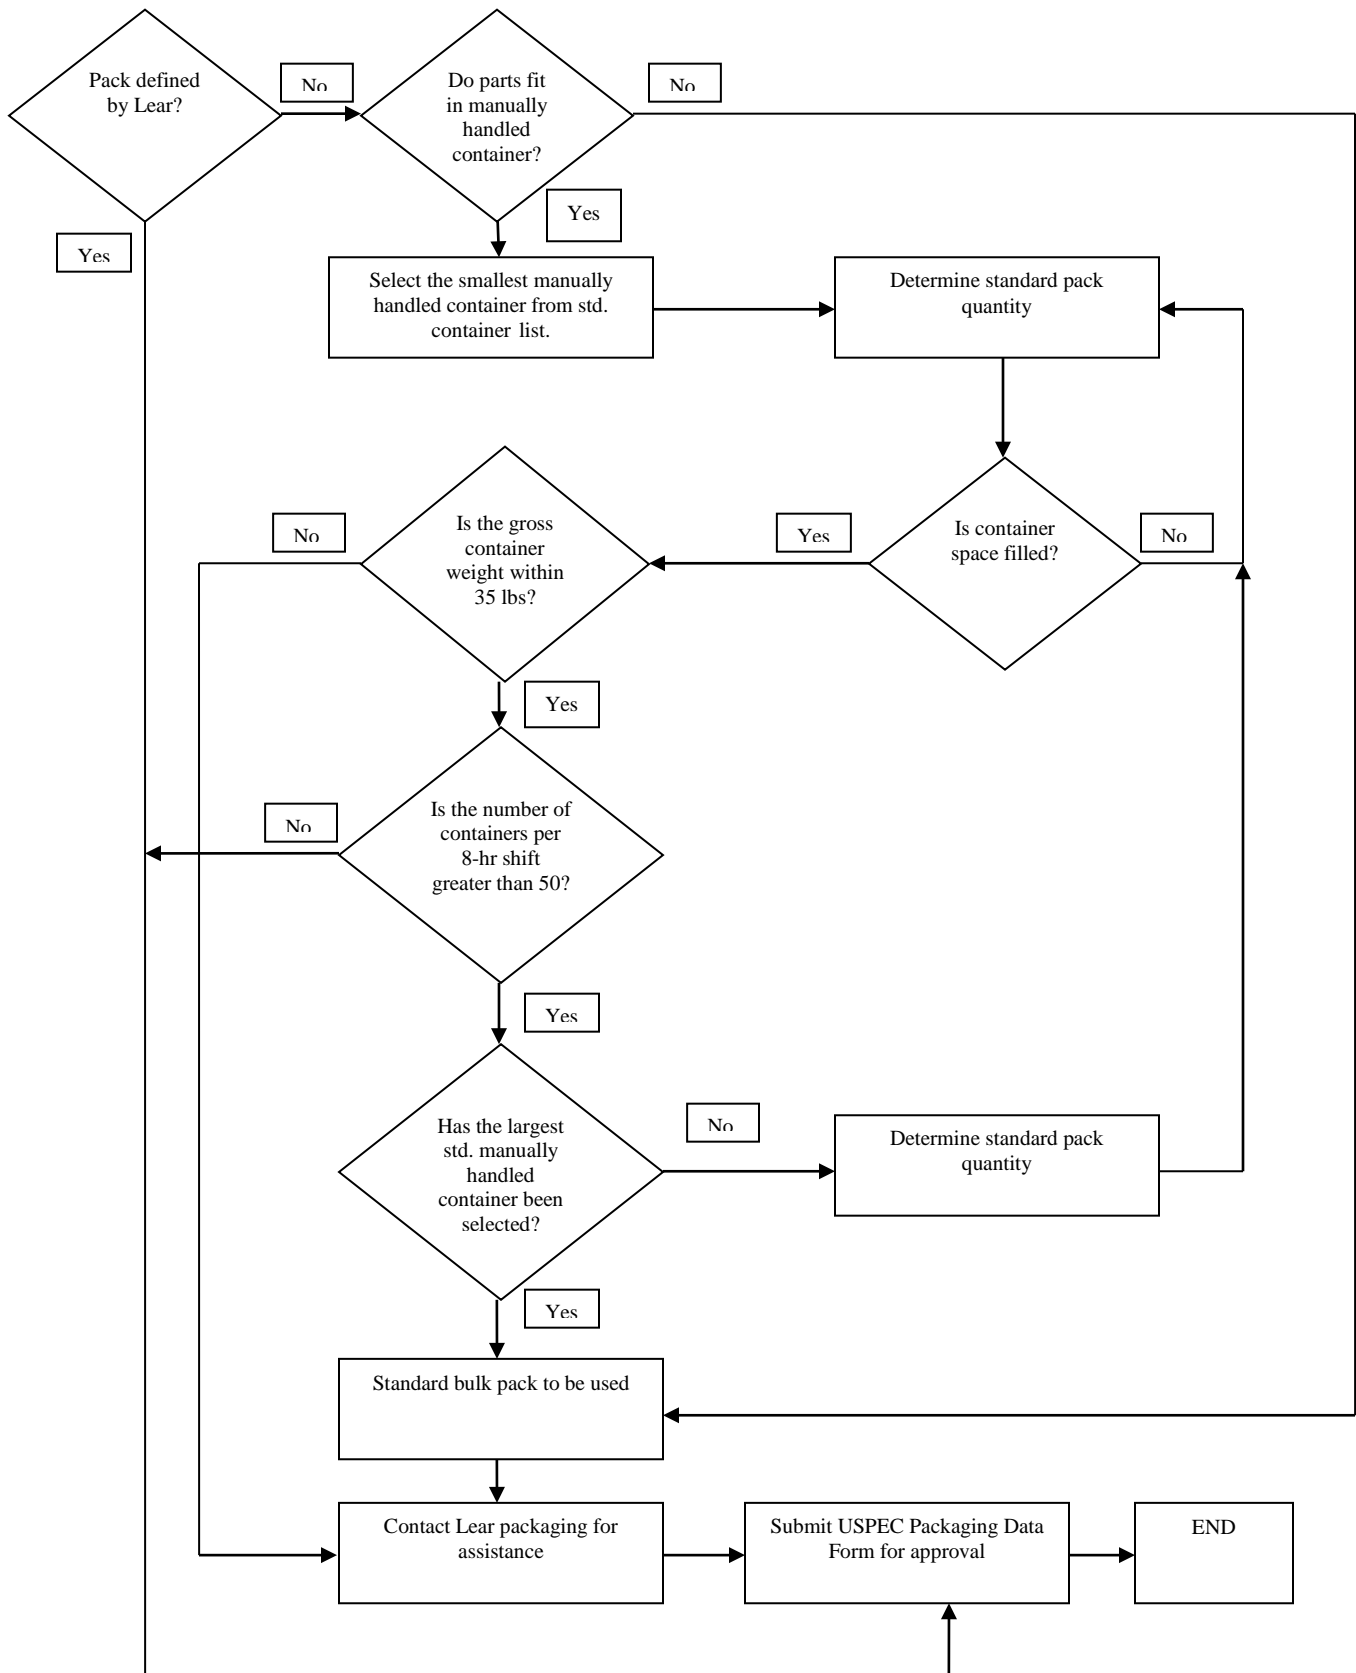 Pack defined
by Lear?
No
Do parts fit
in manually
handled
container?
No
Yes
Yes
Select the smallest manually
handled container from std.
container list.
Determine standard pack
quantity
Is the gross
container
weight within
35 lbs?
No
Yes
Is container
space filled?
No
Yes
Is the number of
containers per
8-hr shift
greater than 50?
No
Yes
Has the largest
std. manually
handled
container been
selected?
No
Determine standard pack
quantity
Yes
Standard bulk pack to be used
Contact Lear packaging for
assistance
Submit USPEC Packaging Data
Form for approval
END